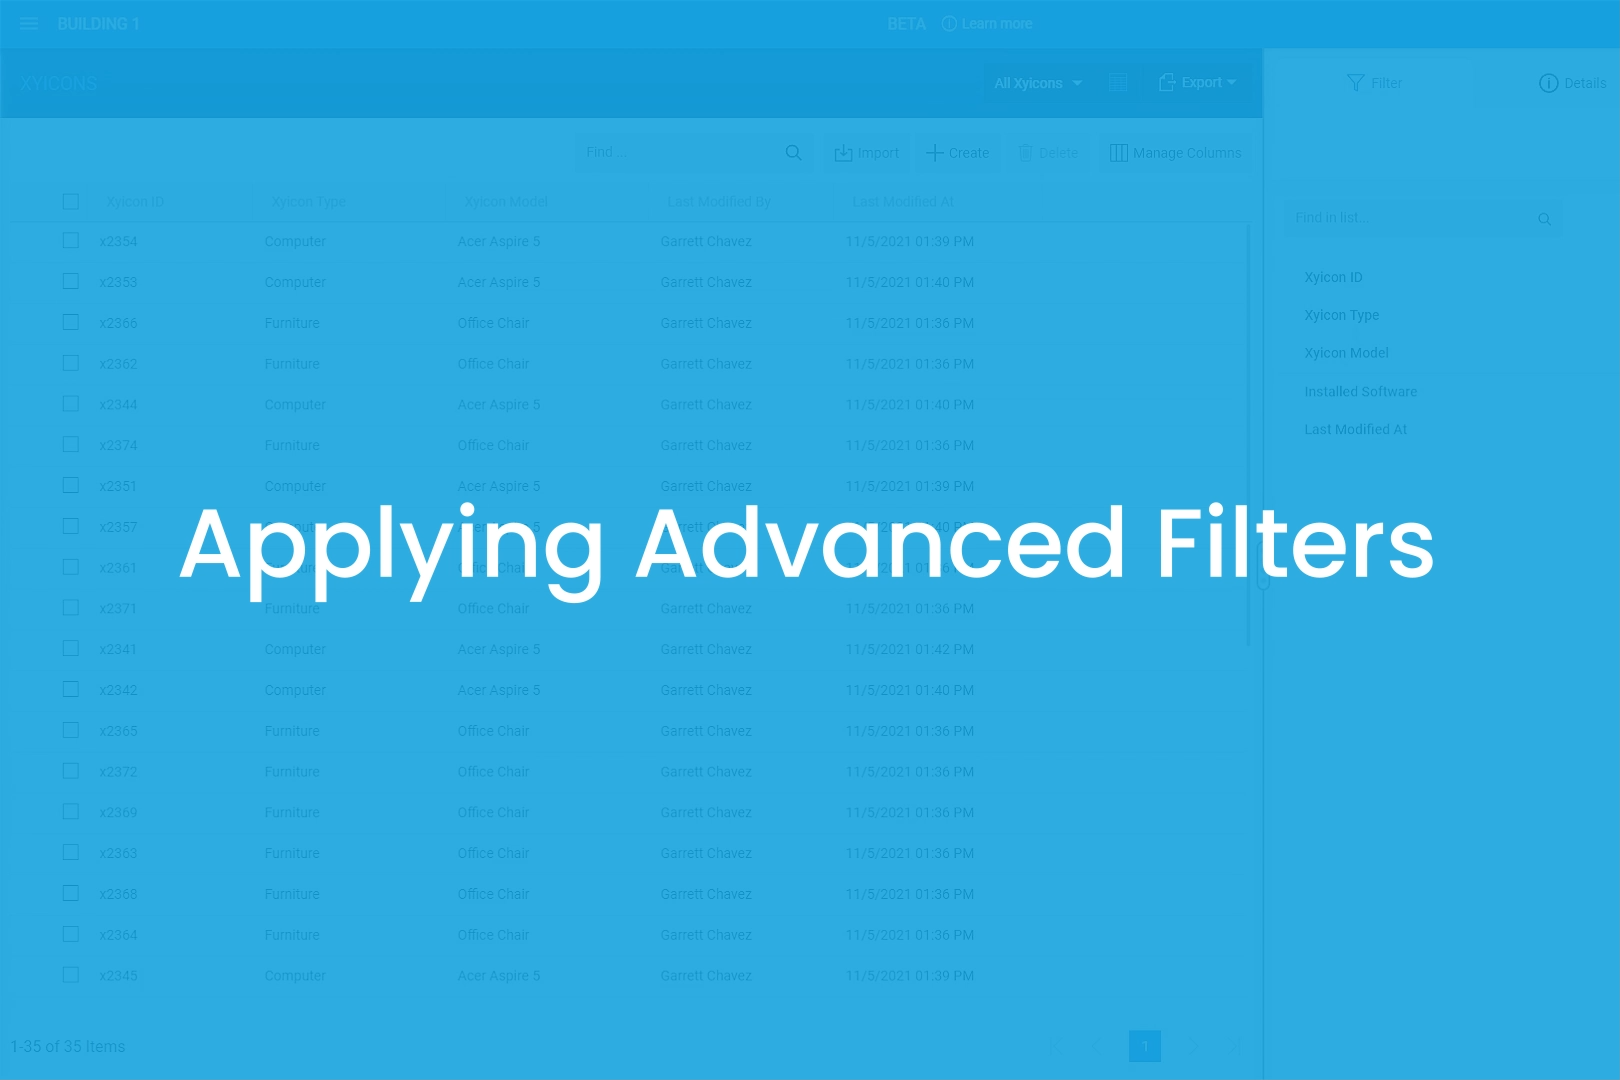 BUILDING 1 BETA Learn more
XYICONS All Xyicons Export Filter Details
Find ... Import Create Delete Manage Columns
Xyicon ID Xyicon Type Xyicon Model Last Modified By Last Modified At
Find in list...
x2354 Computer Acer Aspire 5 Garrett Chavez 11/5/2021 01:39 PM
x2353 Computer Acer Aspire 5 Garrett Chavez 11/5/2021 01:40 PM
Xyicon ID
x2366 Furniture Office Chair Garrett Chavez 11/5/2021 01:36 PM
Xyicon Type
x2362 Furniture Office Chair Garrett Chavez 11/5/2021 01:36 PM
Xyicon Model
x2344 Computer Acer Aspire 5 Garrett Chavez 11/5/2021 01:40 PM
Installed Software
x2374 Furniture Office Chair Garrett Chavez 11/5/2021 01:36 PM
Last Modified At
x2351 Computer Acer Aspire 5 Garrett Chavez 11/5/2021 01:39 PM
x2357
Applying Advanced Filters
x2361
x2371 Furniture Office Chair Garrett Chavez 11/5/2021 01:36 PM
x2341 Computer Acer Aspire 5 Garrett Chavez 11/5/2021 01:42 PM
x2342 Computer Acer Aspire 5 Garrett Chavez 11/5/2021 01:40 PM
x2365 Furniture Office Chair Garrett Chavez 11/5/2021 01:36 PM
x2372 Furniture Office Chair Garrett Chavez 11/5/2021 01:36 PM
x2369 Furniture Office Chair Garrett Chavez 11/5/2021 01:36 PM
x2363 Furniture Office Chair Garrett Chavez 11/5/2021 01:36 PM
x2368 Furniture Office Chair Garrett Chavez 11/5/2021 01:36 PM
x2364 Furniture Office Chair Garrett Chavez 11/5/2021 01:36 PM
x2345 Computer Acer Aspire 5 Garrett Chavez 11/5/2021 01:39 PM
1-35 of 35 Items 1